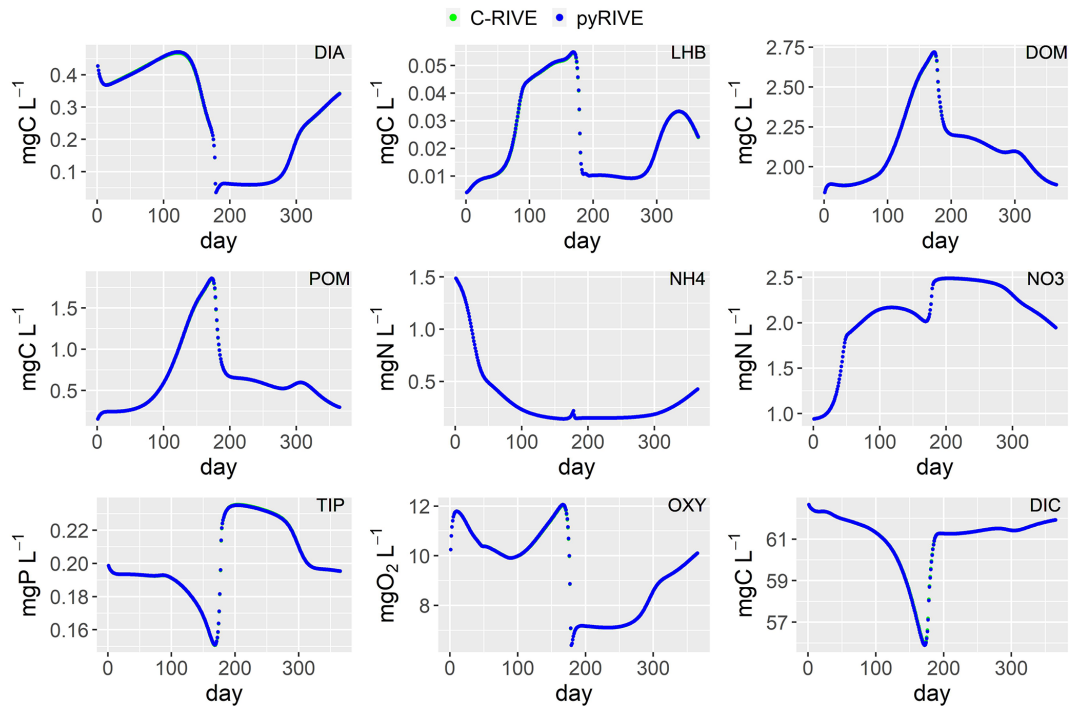 C-RIVE pyRIVE
DIA
mgC L−1
0.4
0.3
0.2
0.1
0 100 200 300
day
LHB
mgC L−1
0.05
0.04
0.03
0.02
0.01
0 100 200 300
day
DOM
mgC L−1
2.75
2.50
2.25
2.00
0 100 200 300
day
POM
mgC L−1
1.5
1.0
0.5
0 100 200 300
day
NH4
mgN L−1
1.5
1.0
0.5
0 100 200 300
day
NO3
mgN L−1
2.5
2.0
1.5
1.0
0 100 200 300
day
TIP
mgP L−1
0.22
0.20
0.18
0.16
0 100 200 300
day
OXY
mgO2 L−1
12
10
8
0 100 200 300
day
DIC
mgC L−1
61
59
57
0 100 200 300
day